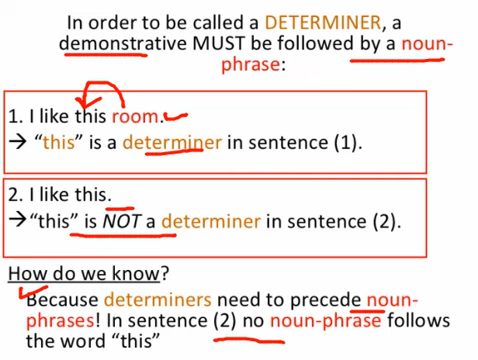 In order to be called a DETERMINER, a
demonstrative MUST be followed by a noun-
phrase:
1. I like this room.
→ “this” is a determiner in sentence (1).
2. I like this.
→“this” is NOT a determiner in sentence (2).
How do we know?
Because determiners need to precede noun-
phrases! In sentence (2) no noun-phrase follows
the word “this”